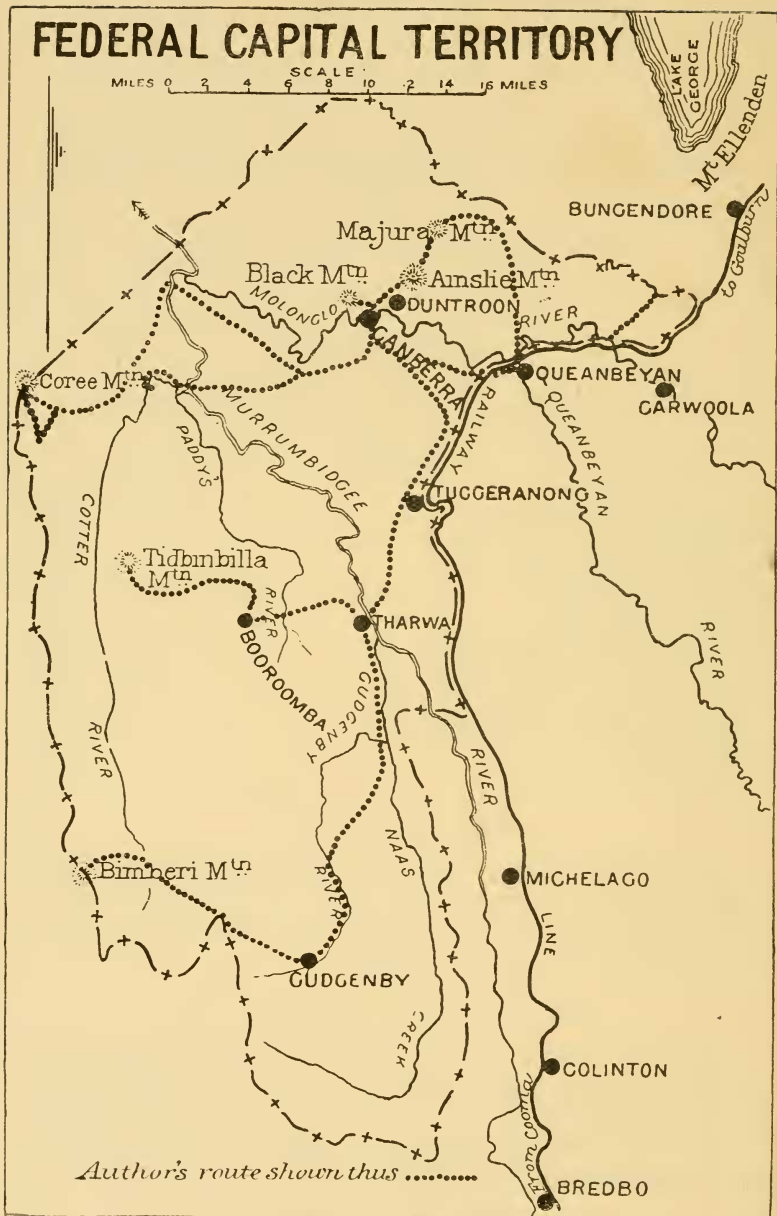 FEDERAL CAPITAL TERRITORY
SCALE
MILES 0 2 4 6 8 10 12 14 16 MILES
LAKE
GEORGE
Mt Ellenden
BUNGENDORE
to Goulburn
Majura Mtn
Black Mtn
Ainslie Mtn
MOLONGLO
DUNTROON
RIVER
CANBERRA
Coree Mtn
QUEANBEYAN
MURRUMBIDGEE
RAILWAY
QUEANBEYAN
CARWOOLA
PADDY'S
COTTER
TUGGERANONG
Tidbinbilla
Mtn
RIVER
THARWA
RIVER
BOOROOMBA
GUDGENBY
RIVER
RIVER
NAAS
Bimberi Mtn
RIVER
MICHELAGO
LINE
GUDGENBY
CREEK
COLINTON
From Cooma
Author's route shown thus
BREDBO